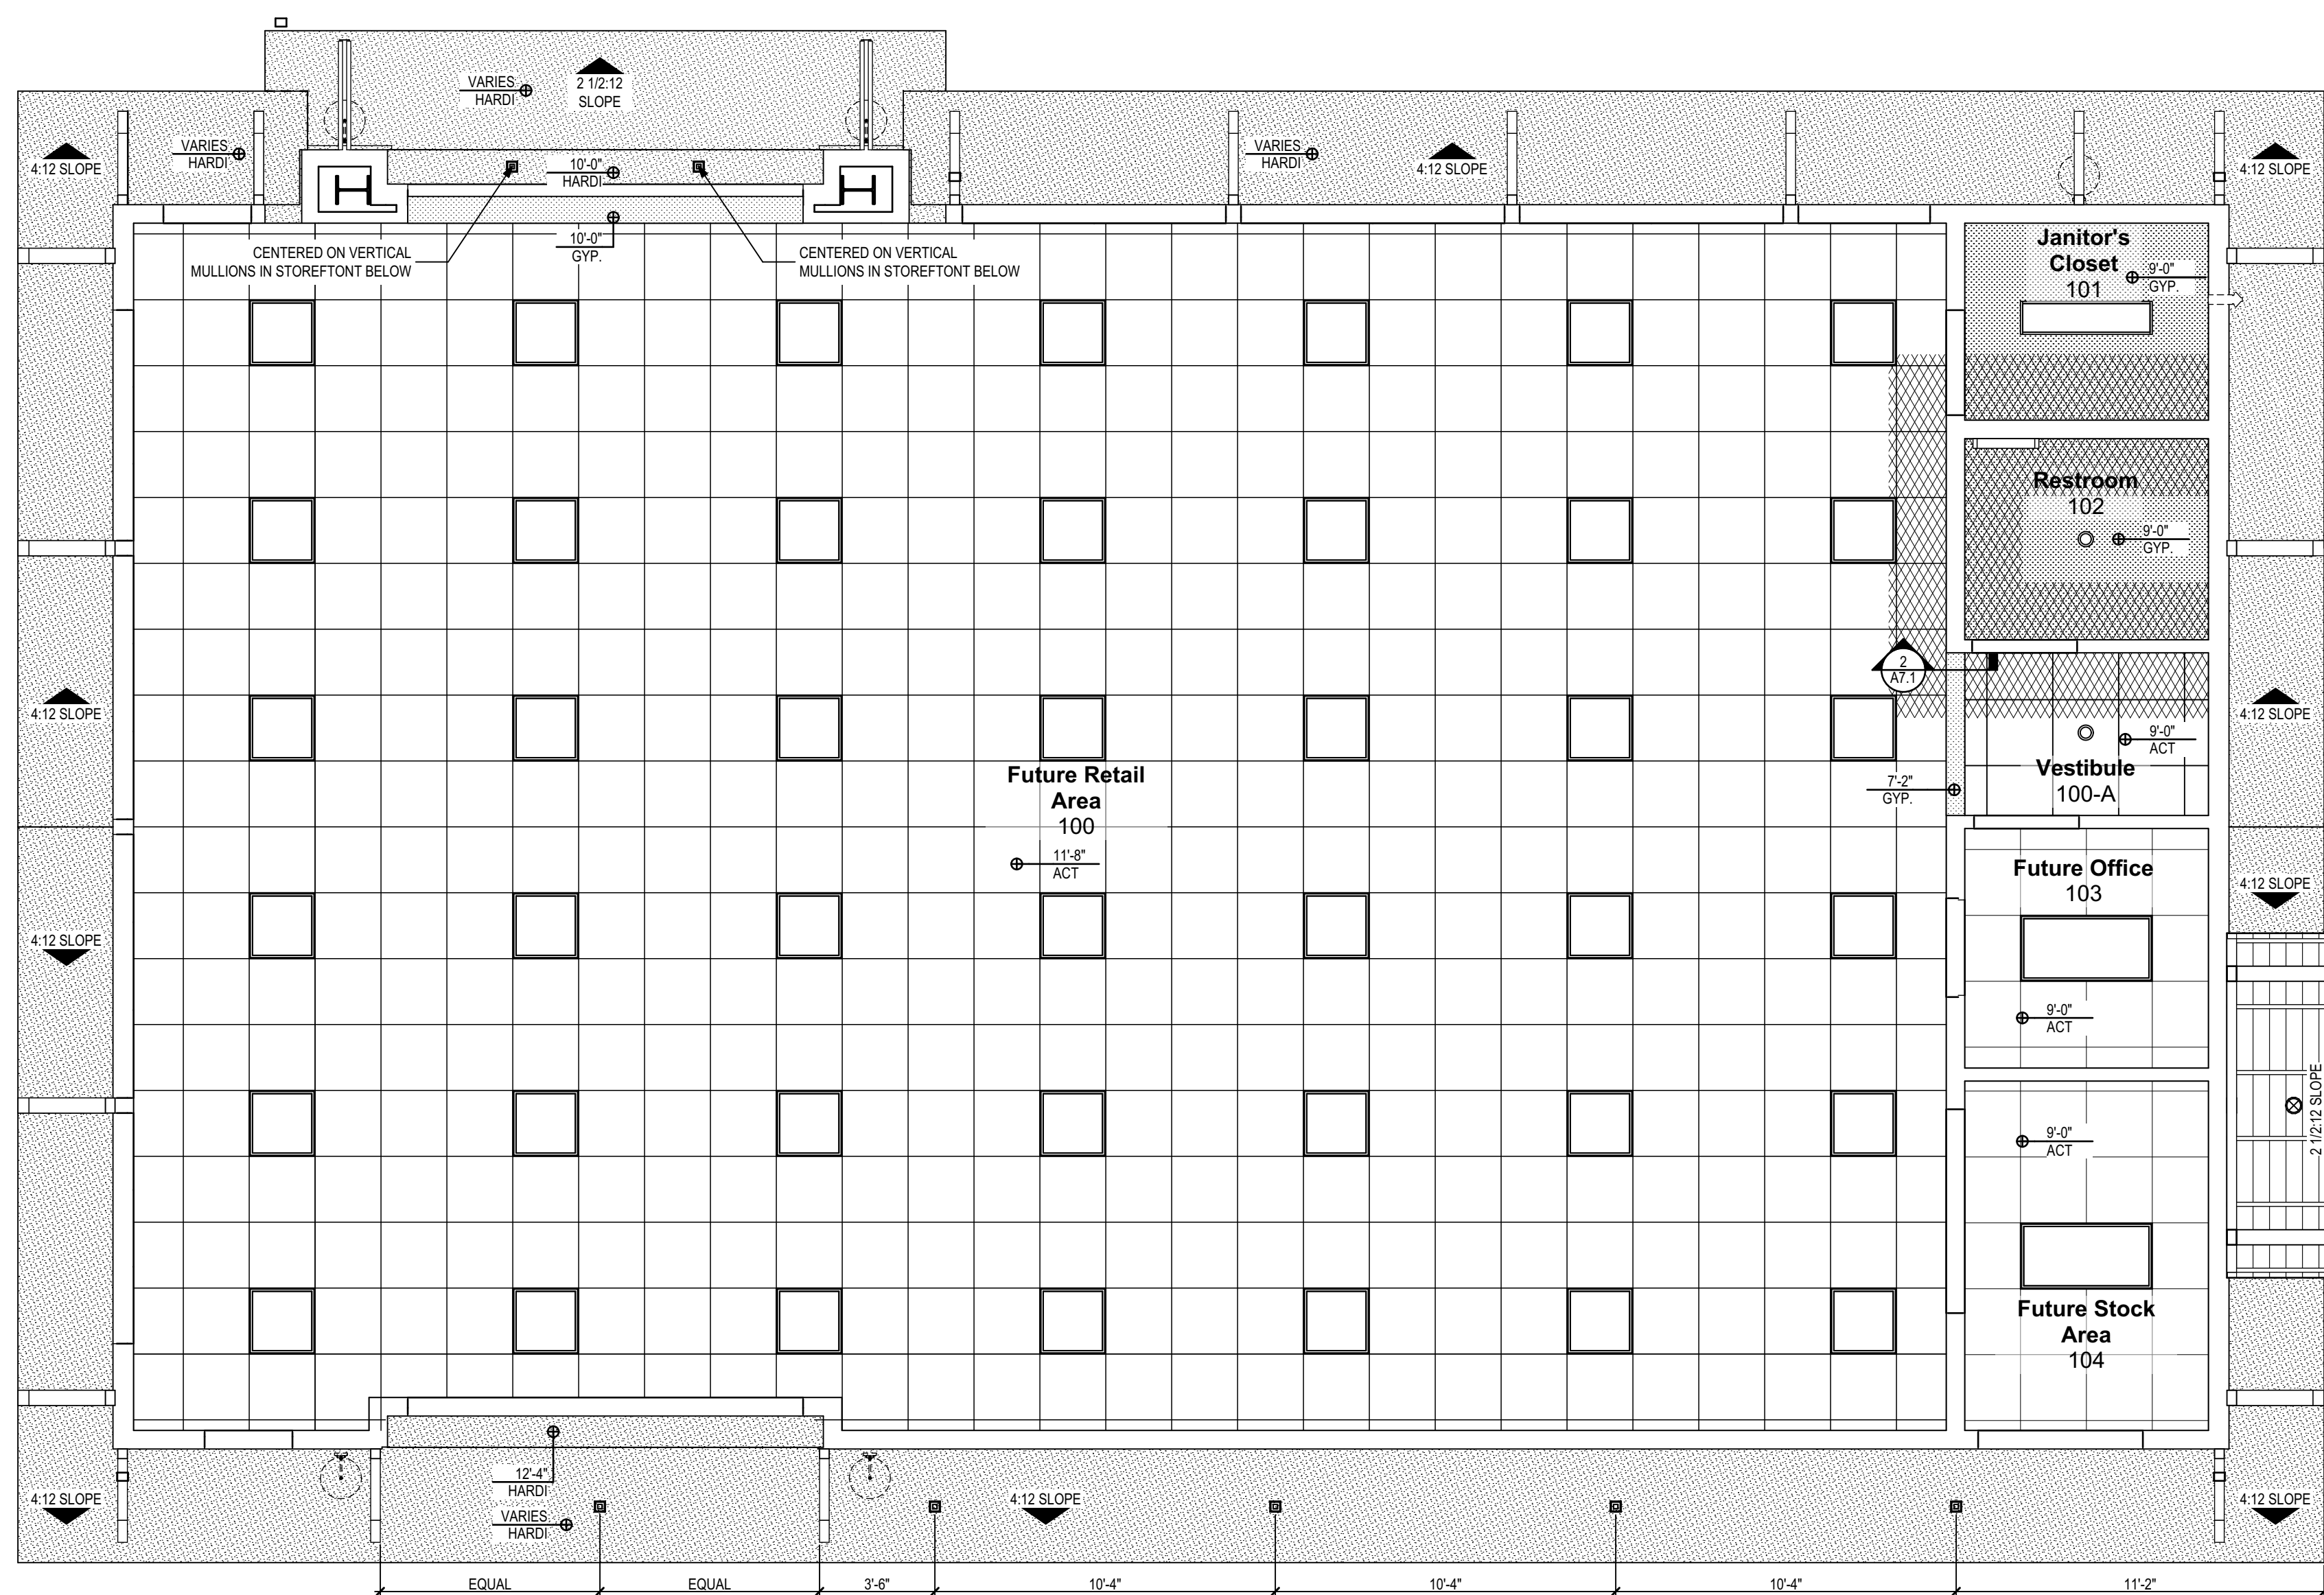 VARIES
HARDI
2 1/2:12
SLOPE
4:12 SLOPE
VARIES
HARDI
10'-0"
HARDI
VARIES
HARDI
4:12 SLOPE
4:12 SLOPE
CENTERED ON VERTICAL
MULLIONS IN STOREFTONT BELOW
10'-0"
GYP.
CENTERED ON VERTICAL
MULLIONS IN STOREFTONT BELOW
Janitor's
Closet
101
9'-0"
GYP.
Restroom
102
9'-0"
GYP.
2
A7.1
4:12 SLOPE
4:12 SLOPE
9'-0"
ACT
Vestibule
100-A
7'-2"
GYP.
Future Retail
Area
100
11'-8"
ACT
Future Office
103
9'-0"
ACT
4:12 SLOPE
4:12 SLOPE
2 1/2:12 SLOPE
9'-0"
ACT
Future Stock
Area
104
12'-4"
HARDI
VARIES
HARDI
4:12 SLOPE
4:12 SLOPE
4:12 SLOPE
EQUAL
EQUAL
3'-6"
10'-4"
10'-4"
10'-4"
11'-2"